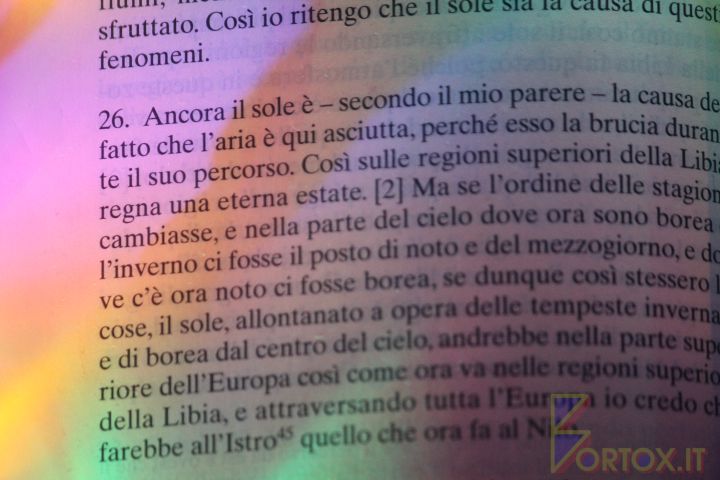 sfruttato. Così io ritengo che il sole sia la causa di quest
fenomeni.
26. Ancora il sole è – secondo il mio parere – la causa de
fatto che l'aria è qui asciutta, perché esso la brucia duran
te il suo percorso. Così sulle regioni superiori della Libia
regna una eterna estate. [2] Ma se l'ordine delle stagion
cambiasse, e nella parte del cielo dove ora sono borea
l'inverno ci fosse il posto di noto e del mezzogiorno, e do
ve c'è ora noto ci fosse borea, se dunque così stessero l
cose, il sole, allontanato a opera delle tempeste inverna
e di borea dal centro del cielo, andrebbe nella parte supe
riore dell'Europa così come ora va nelle regioni superio
della Libia, e attraversando tutta l'Eur a io credo ch
farebbe all'Istro⁴⁵ quello che ora fa al Ni
BORTOX.IT